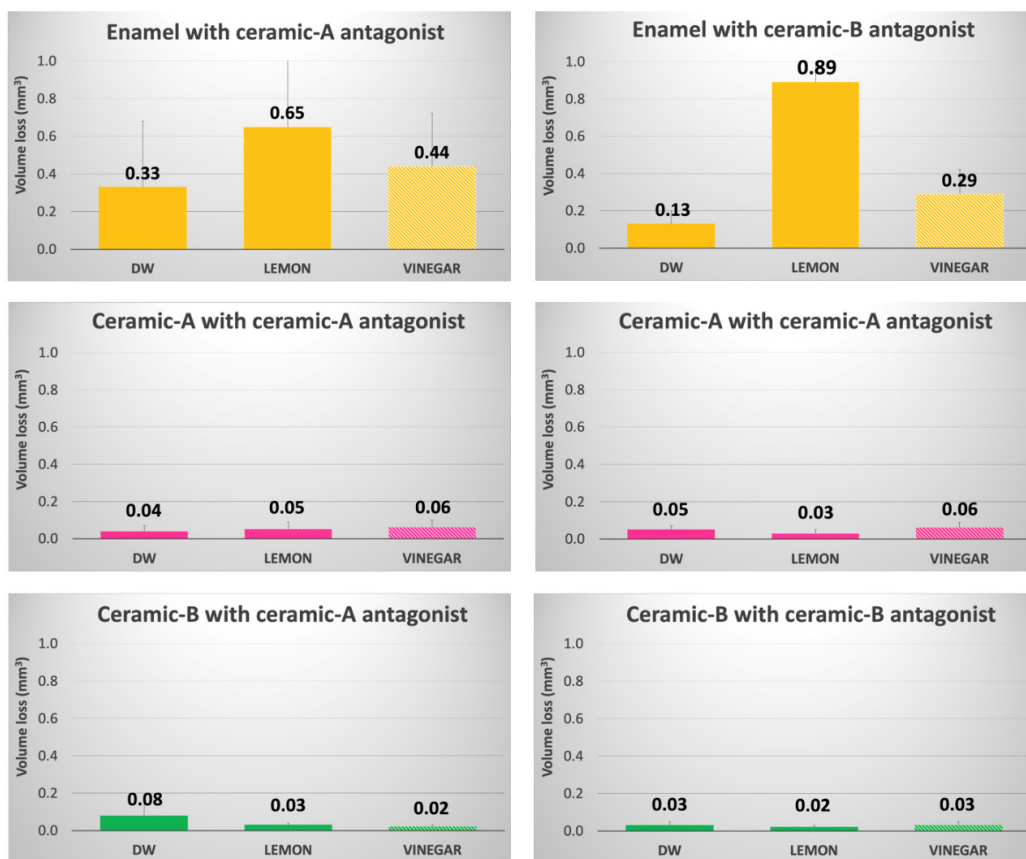 Enamel with ceramic-A antagonist
Volume loss (mm³)
1.0
0.8
0.6
0.4
0.2
0.0
0.33
0.65
0.44
DW
LEMON
VINEGAR
Enamel with ceramic-B antagonist
Volume loss (mm³)
1.0
0.8
0.6
0.4
0.2
0.0
0.13
0.89
0.29
DW
LEMON
VINEGAR
Ceramic-A with ceramic-A antagonist
Volume loss (mm³)
1.0
0.8
0.6
0.4
0.2
0.0
0.04
0.05
0.06
DW
LEMON
VINEGAR
Ceramic-A with ceramic-A antagonist
Volume loss (mm³)
1.0
0.8
0.6
0.4
0.2
0.0
0.05
0.03
0.06
DW
LEMON
VINEGAR
Ceramic-B with ceramic-A antagonist
Volume loss (mm³)
1.0
0.8
0.6
0.4
0.2
0.0
0.08
0.03
0.02
DW
LEMON
VINEGAR
Ceramic-B with ceramic-B antagonist
Volume loss (mm³)
1.0
0.8
0.6
0.4
0.2
0.0
0.03
0.02
0.03
DW
LEMON
VINEGAR